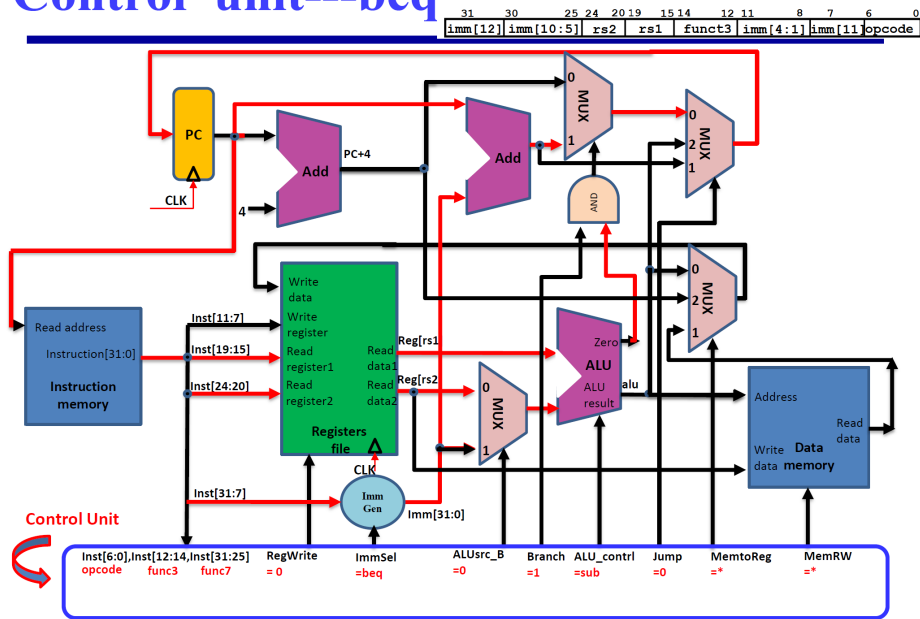 Control unit---beq
31 30 25 24 20 19 15 14 12 11 8 7 6 0
imm[12] imm[10:5] rs2 rs1 funct3 imm[4:1] imm[11] opcode
PC
CLK
4
Add
PC+4
Add
0
MUX
1
AND
0
2
1
MUX
Read address
Instruction[31:0]
Instruction
memory
Inst[11:7]
Inst[19:15]
Inst[24:20]
Inst[31:7]
Write
data
Write
register
Read
register1
Read
register2
Read
data1
Read
data2
Registers
file
CLK
Reg[rs1
Reg[rs2
Imm
Gen
Imm[31:0]
0
MUX
1
Zero
ALU
ALU
result
alu
0
2
1
MUX
Address
Read
data
Write
data
Data
memory
Control Unit
Inst[6:0],Inst[12:14,Inst[31:25] RegWrite ImmSel ALUsrc_B Branch ALU_contrl Jump MemtoReg MemRW
opcode func3 func7 = 0 =beq =0 =1 =sub =0 =* =*